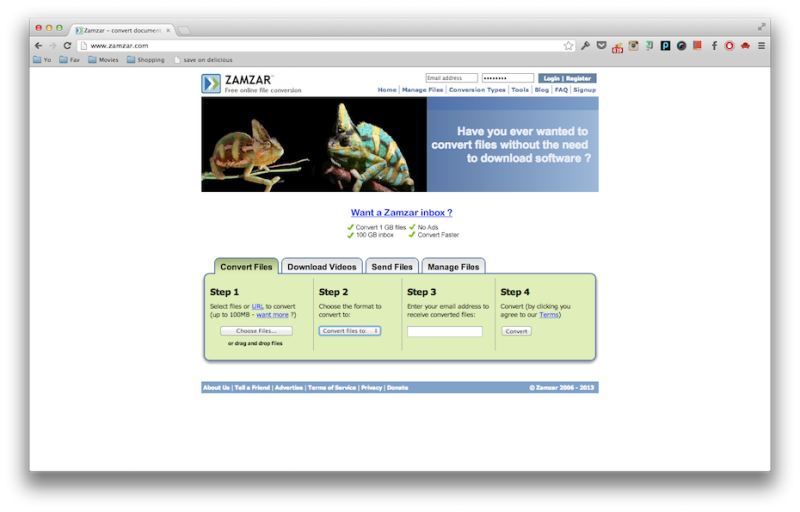 Zamzar - convert document
www.zamzar.com
Yo
Fav
Movies
Shopping
save on delicious
ZAMZAR™
Free online file conversion
Email address
Login | Register
Home | Manage Files | Conversion Types | Tools | Blog | FAQ | Signup
Have you ever wanted to
convert files without the need
to download software ?
Want a Zamzar inbox ?
Convert 1 GB files
No Ads
100 GB inbox
Convert Faster
Convert Files
Download Videos
Send Files
Manage Files
Step 1
Select files or URL to convert
(up to 100MB - want more ?)
Choose Files...
or drag and drop files
Step 2
Choose the format to
convert to:
Convert files to:
Step 3
Enter your email address to
receive converted files:
Step 4
Convert (by clicking you
agree to our Terms)
Convert
About Us | Tell a Friend | Advertise | Terms of Service | Privacy | Donate
© Zamzar 2006 - 2013